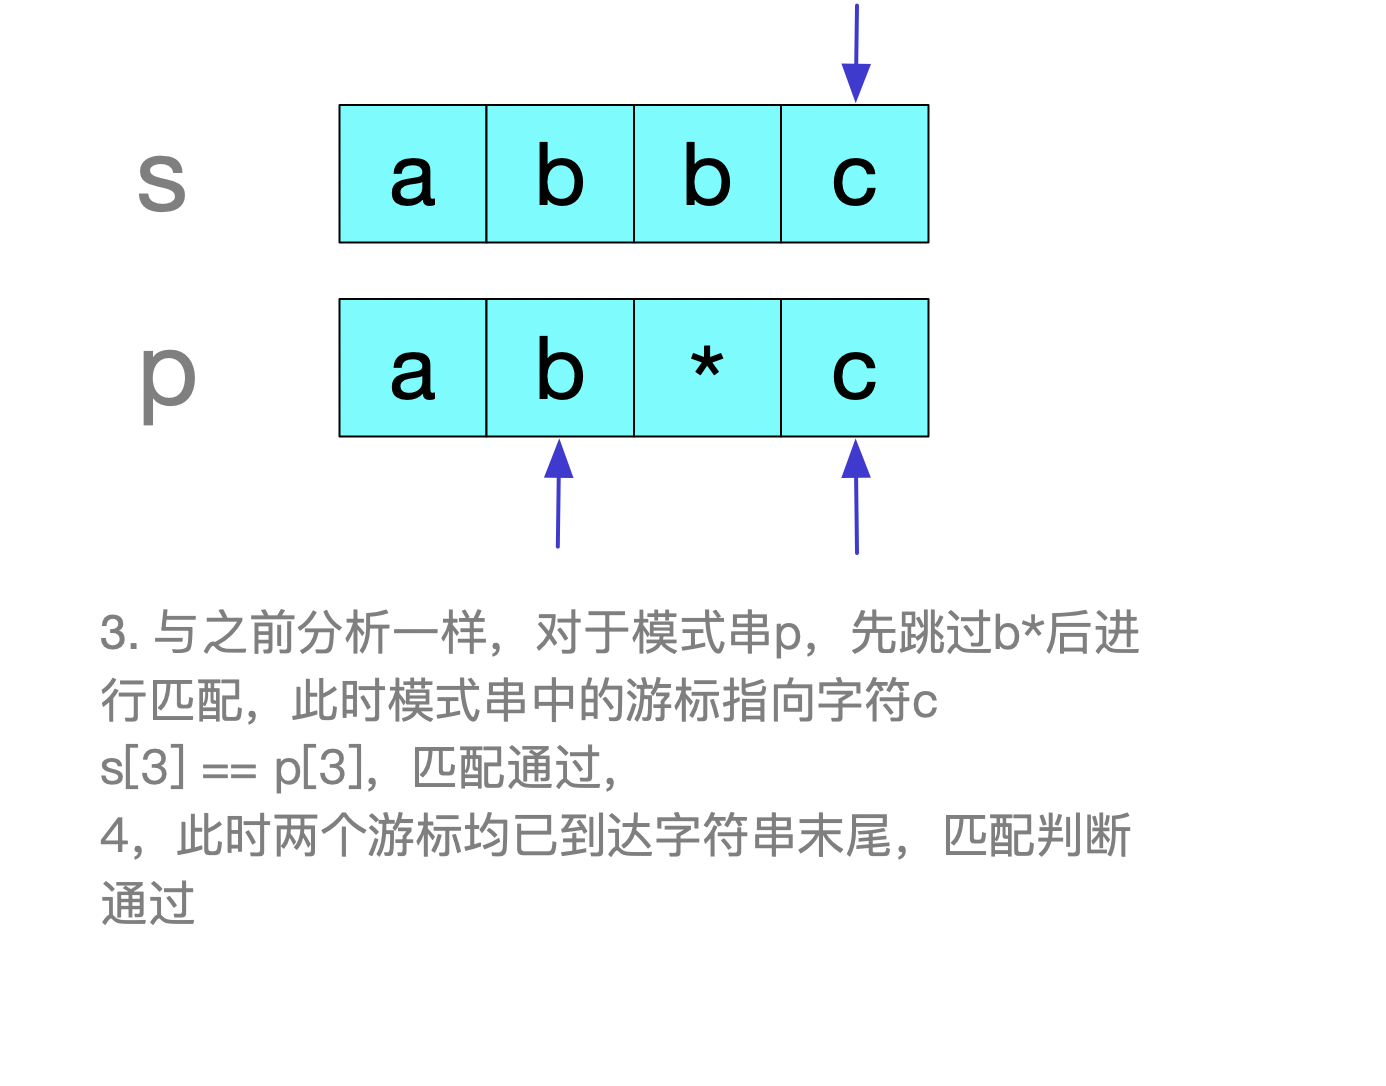 s a b b c
p a b * c
3. 与之前分析一样，对于模式串p，先跳过b*后进
行匹配，此时模式串中的游标指向字符c
s[3] == p[3]，匹配通过，
4，此时两个游标均已到达字符串末尾，匹配判断
通过